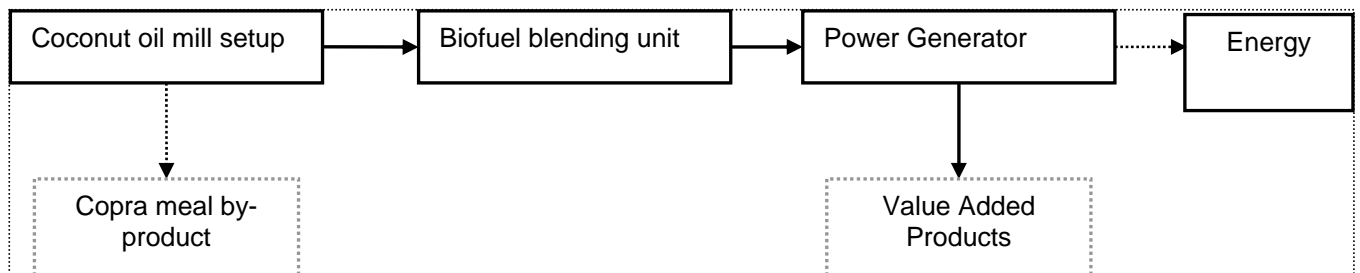 Coconut oil mill setup
Biofuel blending unit
Power Generator
Energy
Copra meal by-
product
Value Added
Products